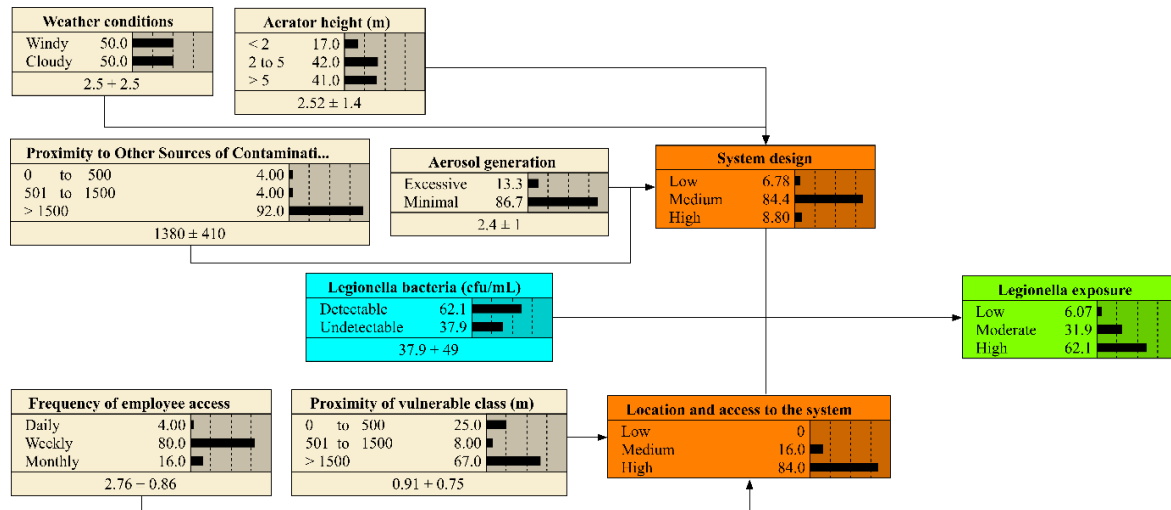 Weather conditions
Windy 50.0
Cloudy 50.0
2.5 + 2.5
Aerator height (m)
< 2 17.0
2 to 5 42.0
> 5 41.0
2.52 ± 1.4
Proximity to Other Sources of Contaminati...
0 to 500 4.00
501 to 1500 4.00
> 1500 92.0
1380 ± 410
Aerosol generation
Excessive 13.3
Minimal 86.7
2.4 ± 1
System design
Low 6.78
Medium 84.4
High 8.80
Legionella bacteria (cfu/mL)
Detectable 62.1
Undetectable 37.9
37.9 + 49
Legionella exposure
Low 6.07
Moderate 31.9
High 62.1
Frequency of employee access
Daily 4.00
Weekly 80.0
Monthly 16.0
2.76 − 0.86
Proximity of vulnerable class (m)
0 to 500 25.0
501 to 1500 8.00
> 1500 67.0
0.91 + 0.75
Location and access to the system
Low 0
Medium 16.0
High 84.0